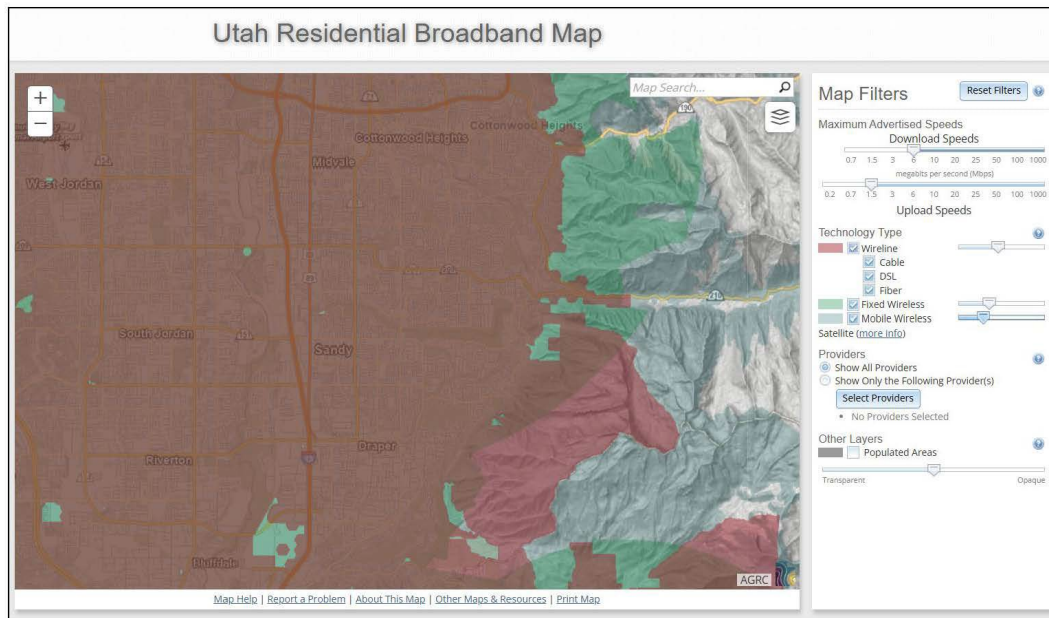 Utah Residential Broadband Map
+
−
Map Search...
190
Cottonwood Heights
Cottonwood Heights
Midvale
West Jordan
South Jordan
Sandy
Draper
Riverton
Bluffdale
AGRC
Map Help | Report a Problem | About This Map | Other Maps & Resources | Print Map
Map Filters
Reset Filters
Maximum Advertised Speeds
Download Speeds
0.7 1.5 3 6 10 20 25 50 100 1000
megabits per second (Mbps)
0.2 0.7 1.5 3 6 10 20 25 50 100 1000
Upload Speeds
Technology Type
Wireline
Cable
DSL
Fiber
Fixed Wireless
Mobile Wireless
Satellite (more info)
Providers
Show All Providers
Show Only the Following Provider(s)
Select Providers
• No Providers Selected
Other Layers
Populated Areas
Transparent Opaque